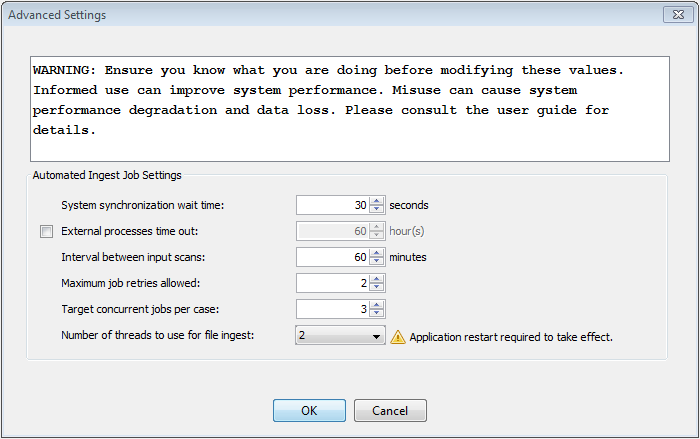 Advanced Settings
WARNING: Ensure you know what you are doing before modifying these values.
Informed use can improve system performance. Misuse can cause system
performance degradation and data loss. Please consult the user guide for
details.
Automated Ingest Job Settings
System synchronization wait time: 30 seconds
External processes time out: 60 hour(s)
Interval between input scans: 60 minutes
Maximum job retries allowed: 2
Target concurrent jobs per case: 3
Number of threads to use for file ingest: 2 Application restart required to take effect.
OK Cancel